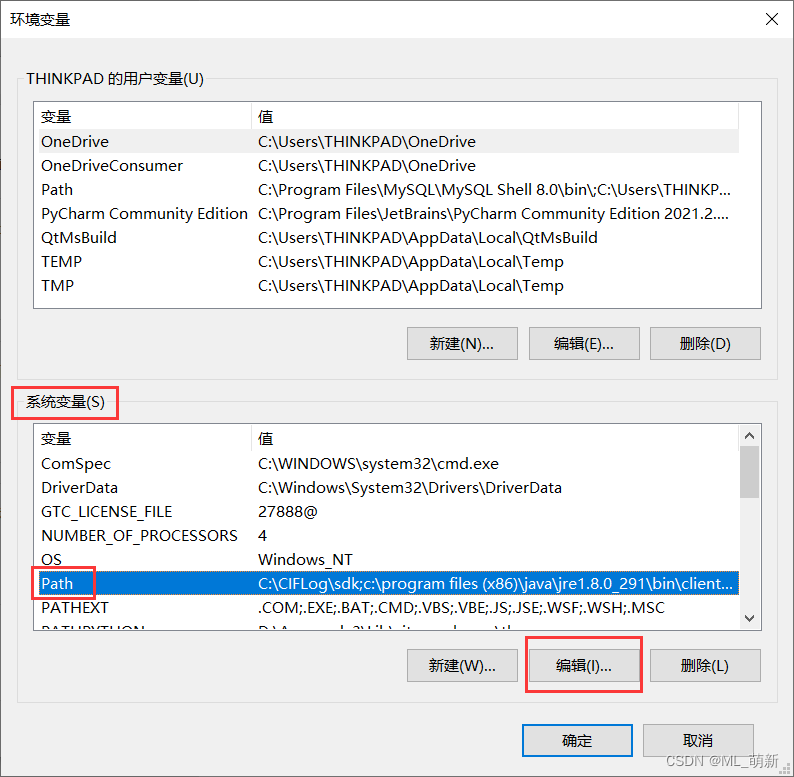 环境变量
THINKPAD 的用户变量(U)
变量 值
OneDrive C:\Users\THINKPAD\OneDrive
OneDriveConsumer C:\Users\THINKPAD\OneDrive
Path C:\Program Files\MySQL\MySQL Shell 8.0\bin\;C:\Users\THINKP...
PyCharm Community Edition C:\Program Files\JetBrains\PyCharm Community Edition 2021.2....
QtMsBuild C:\Users\THINKPAD\AppData\Local\QtMsBuild
TEMP C:\Users\THINKPAD\AppData\Local\Temp
TMP C:\Users\THINKPAD\AppData\Local\Temp
新建(N)... 编辑(E)... 删除(D)
系统变量(S)
变量 值
ComSpec C:\WINDOWS\system32\cmd.exe
DriverData C:\Windows\System32\Drivers\DriverData
GTC_LICENSE_FILE 27888@
NUMBER_OF_PROCESSORS 4
OS Windows_NT
Path C:\CIFLog\sdk;c:\program files (x86)\java\jre1.8.0_291\bin\client...
PATHEXT .COM;.EXE;.BAT;.CMD;.VBS;.VBE;.JS;.JSE;.WSF;.WSH;.MSC
PATHPYTHON
新建(W)... 编辑(I)... 删除(L)
确定 取消
CSDN @ML_萌新